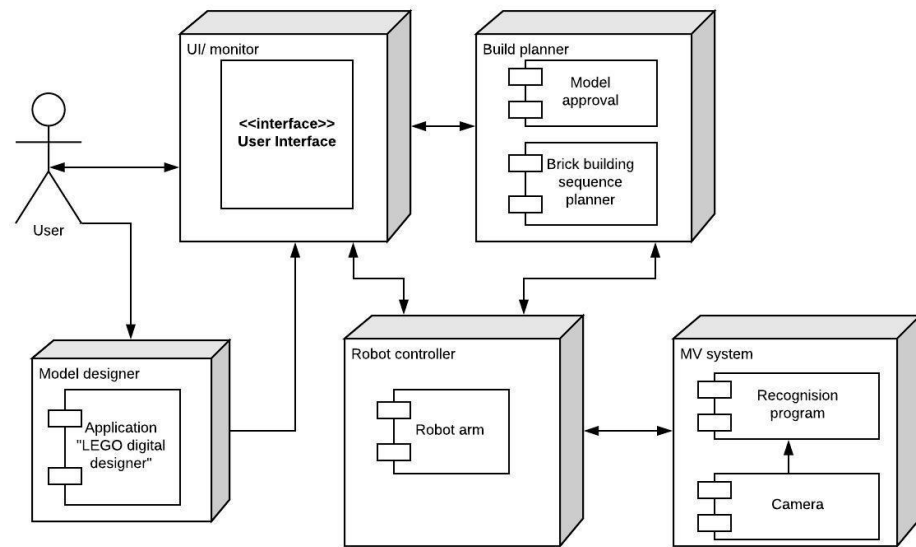 UI/ monitor
<<interface>>
User Interface
Build planner
Model
approval
Brick building
sequence
planner
User
Model designer
Application
"LEGO digital
designer"
Robot controller
Robot arm
MV system
Recognision
program
Camera